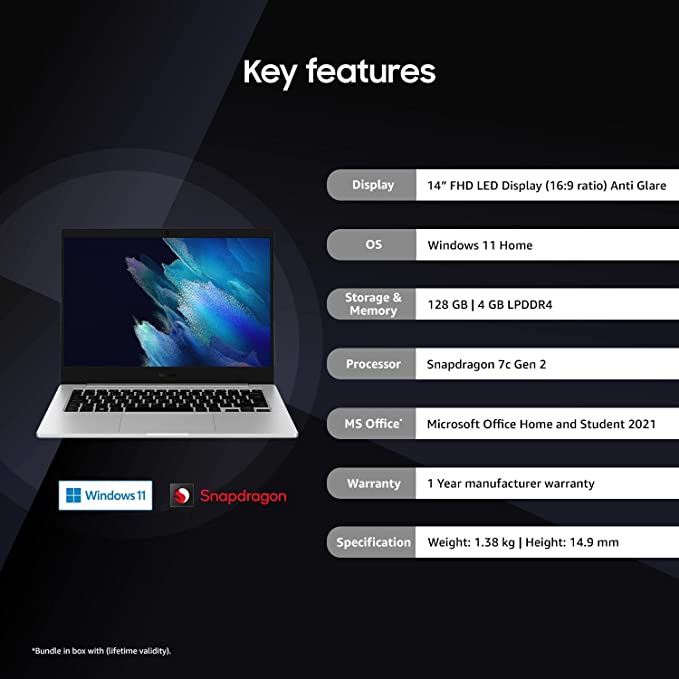 Key features
Display 14” FHD LED Display (16:9 ratio) Anti Glare
OS Windows 11 Home
Storage &
Memory 128 GB | 4 GB LPDDR4
Processor Snapdragon 7c Gen 2
MS Office* Microsoft Office Home and Student 2021
Warranty 1 Year manufacturer warranty
Specification Weight: 1.38 kg | Height: 14.9 mm
Windows 11 Snapdragon
*Bundle in box with (lifetime validity).